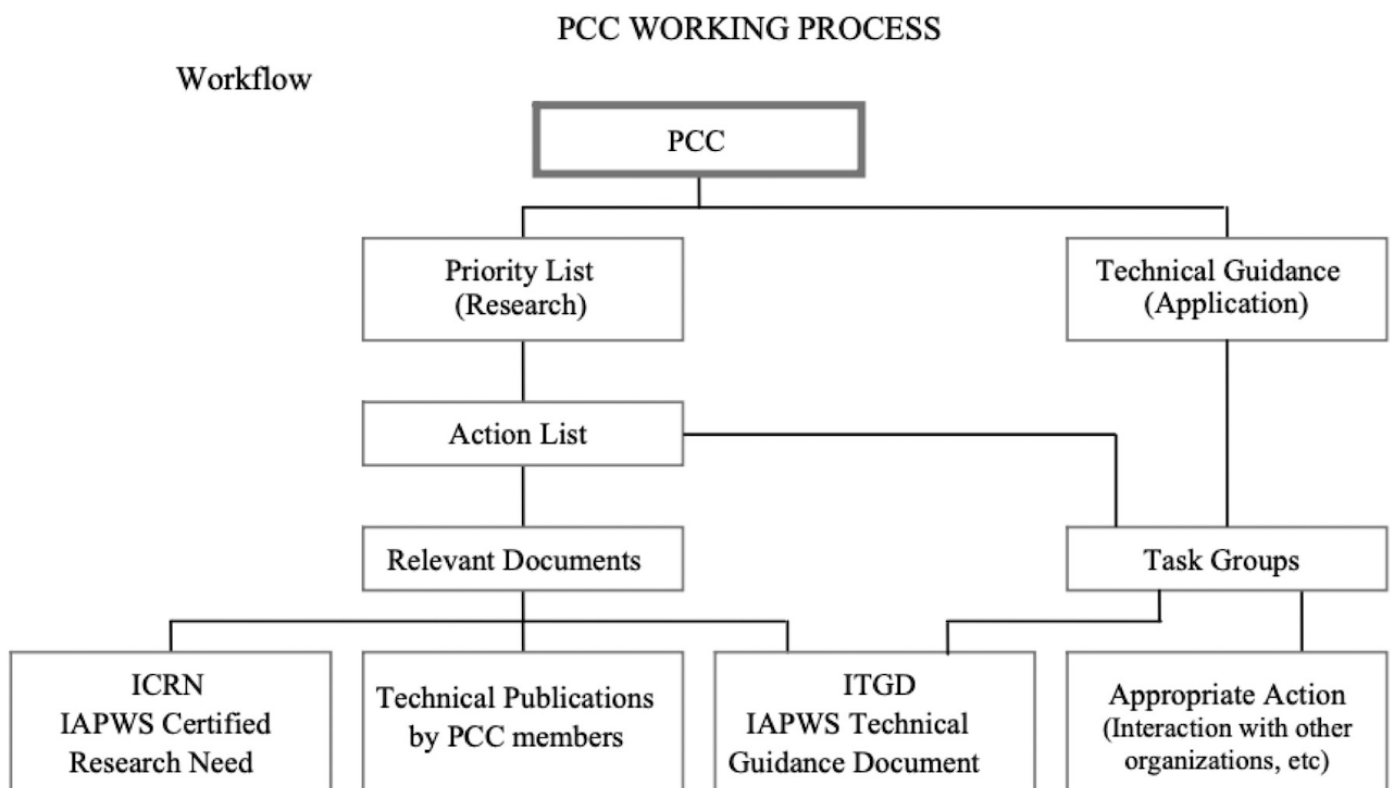 PCC WORKING PROCESS
Workflow
PCC
Priority List
(Research)
Technical Guidance
(Application)
Action List
Relevant Documents
Task Groups
ICRN
IAPWS Certified
Research Need
Technical Publications
by PCC members
ITGD
IAPWS Technical
Guidance Document
Appropriate Action
(Interaction with other
organizations, etc)